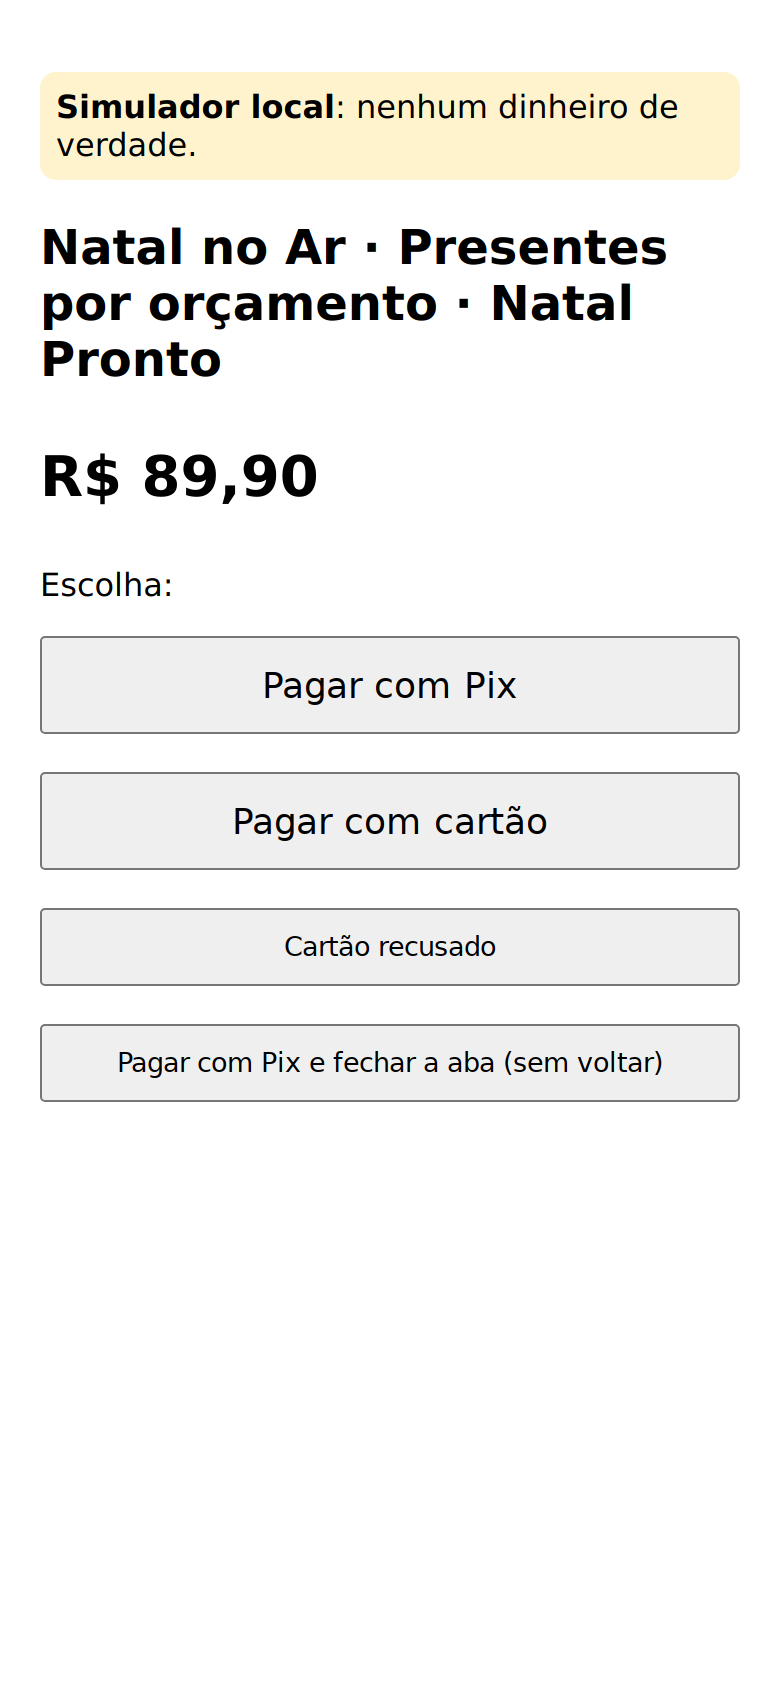 Simulador local: nenhum dinheiro de
verdade.
Natal no Ar · Presentes
por orçamento · Natal
Pronto
R$ 89,90
Escolha:
Pagar com Pix
Pagar com cartão
Cartão recusado
Pagar com Pix e fechar a aba (sem voltar)